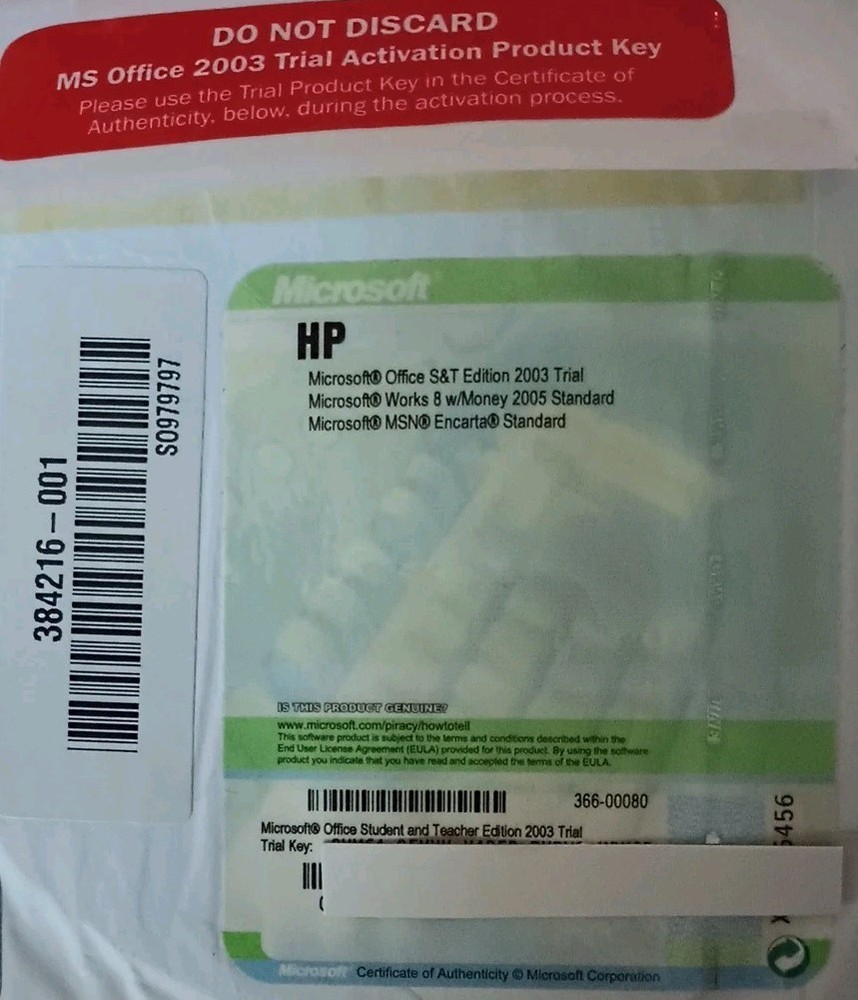 DO NOT DISCARD
MS Office 2003 Trial Activation Product Key
Please use the Trial Product Key in the Certificate of
Authenticity, below, during the activation process.
384216-001
S0979797
Microsoft
HP
Microsoft® Office S&T Edition 2003 Trial
Microsoft® Works 8 w/Money 2005 Standard
Microsoft® MSN® Encarta® Standard
IS THIS PRODUCT GENUINE?
www.microsoft.com/piracy/howtotell
This software product is subject to the terms and conditions described within the
End User License Agreement (EULA) provided for this product. By using the software
product you indicate that you have read and accepted the terms of the EULA.
366-00080
Microsoft® Office Student and Teacher Edition 2003 Trial
Trial Key:
Microsoft Certificate of Authenticity © Microsoft Corporation